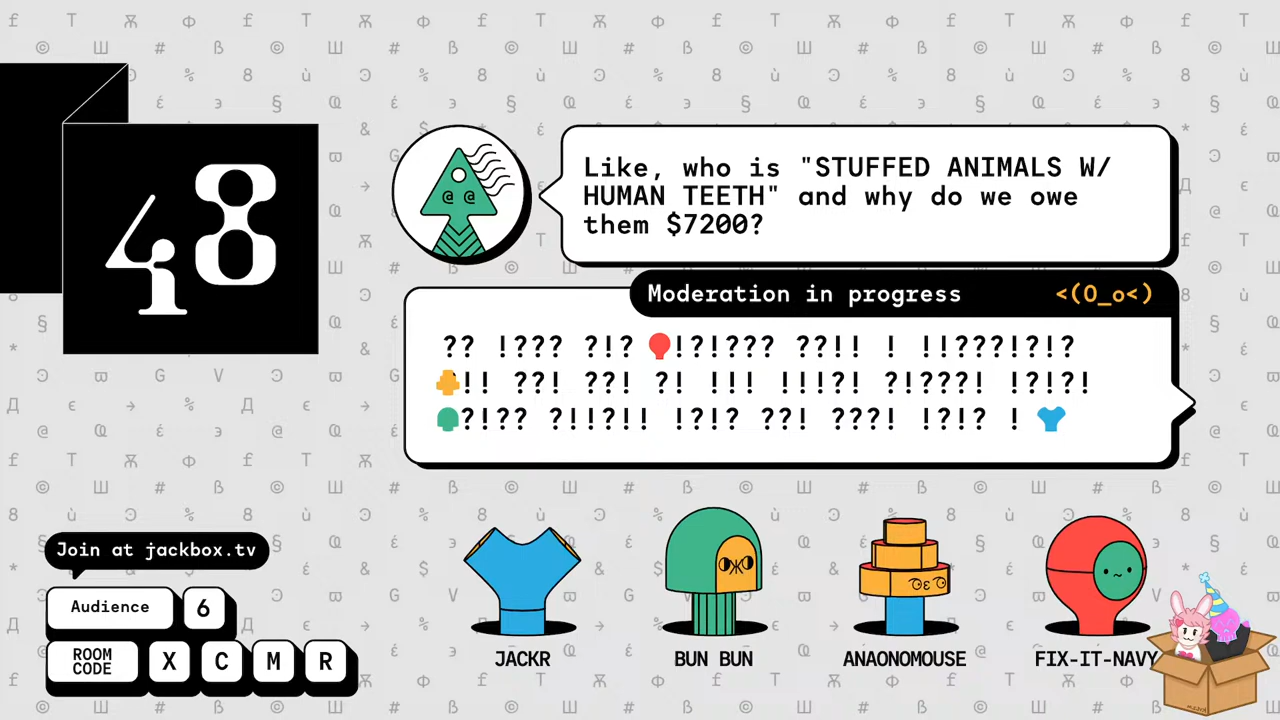 48
Like, who is "STUFFED ANIMALS W/
HUMAN TEETH" and why do we owe
them $7200?
Moderation in progress
<(O_o<)
?? !??? ?!? !?!??? ??!! ! !!???!?!?
!! ??! ??! ?! !!! !!!?! ?!???! !?!?!
?!?? ?!!?!! !?!? ??! ???! !?!? !
Join at jackbox.tv
Audience 6
ROOM CODE X C M R
JACKR
BUN BUN
ANAONOMOUSE
FIX-IT-NAVY